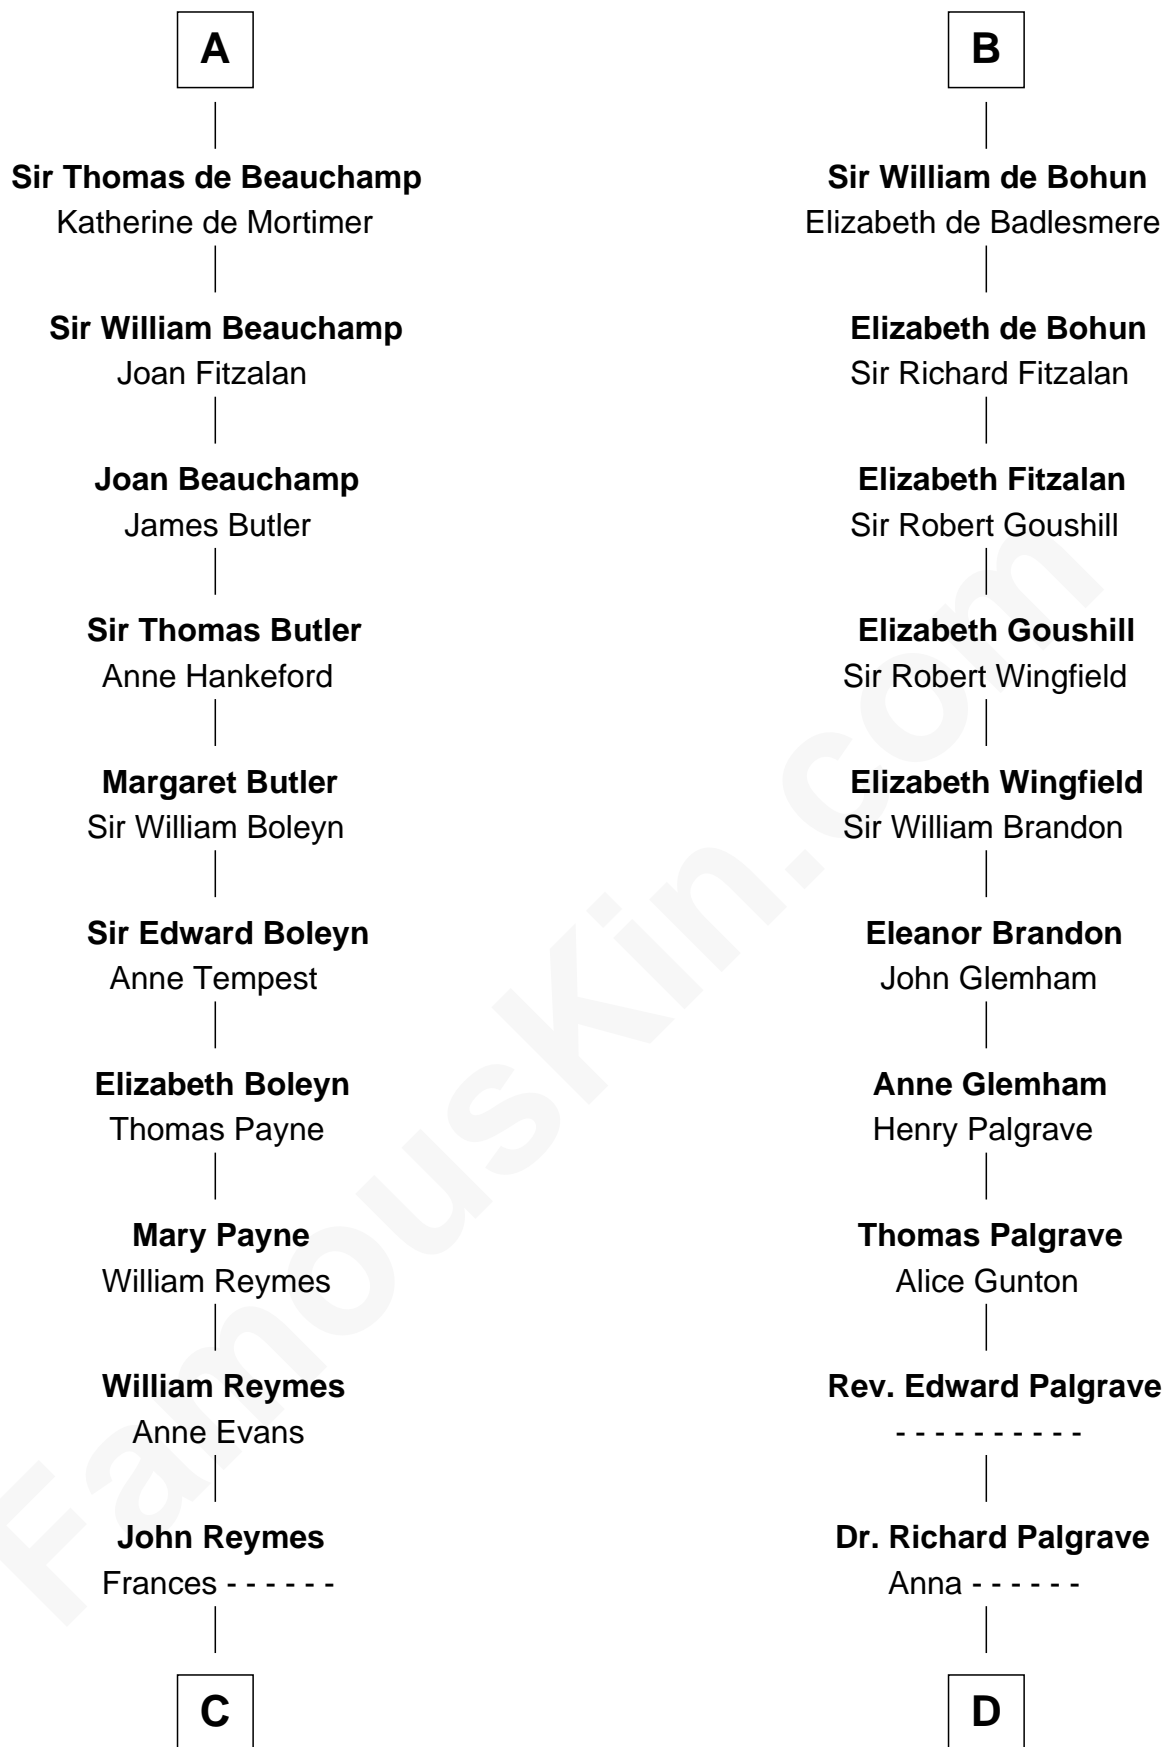 A
Sir Thomas de Beauchamp
Katherine de Mortimer
Sir William Beauchamp
Joan Fitzalan
Joan Beauchamp
James Butler
Sir Thomas Butler
Anne Hankeford
Margaret Butler
Sir William Boleyn
Sir Edward Boleyn
Anne Tempest
Elizabeth Boleyn
Thomas Payne
Mary Payne
William Reymes
William Reymes
Anne Evans
John Reymes
Frances - - - - - -
C
B
Sir William de Bohun
Elizabeth de Badlesmere
Elizabeth de Bohun
Sir Richard Fitzalan
Elizabeth Fitzalan
Sir Robert Goushill
Elizabeth Goushill
Sir Robert Wingfield
Elizabeth Wingfield
Sir William Brandon
Eleanor Brandon
John Glemham
Anne Glemham
Henry Palgrave
Thomas Palgrave
Alice Gunton
Rev. Edward Palgrave
- - - - - - - - - -
Dr. Richard Palgrave
Anna - - - - - -
D
FamousKin.com